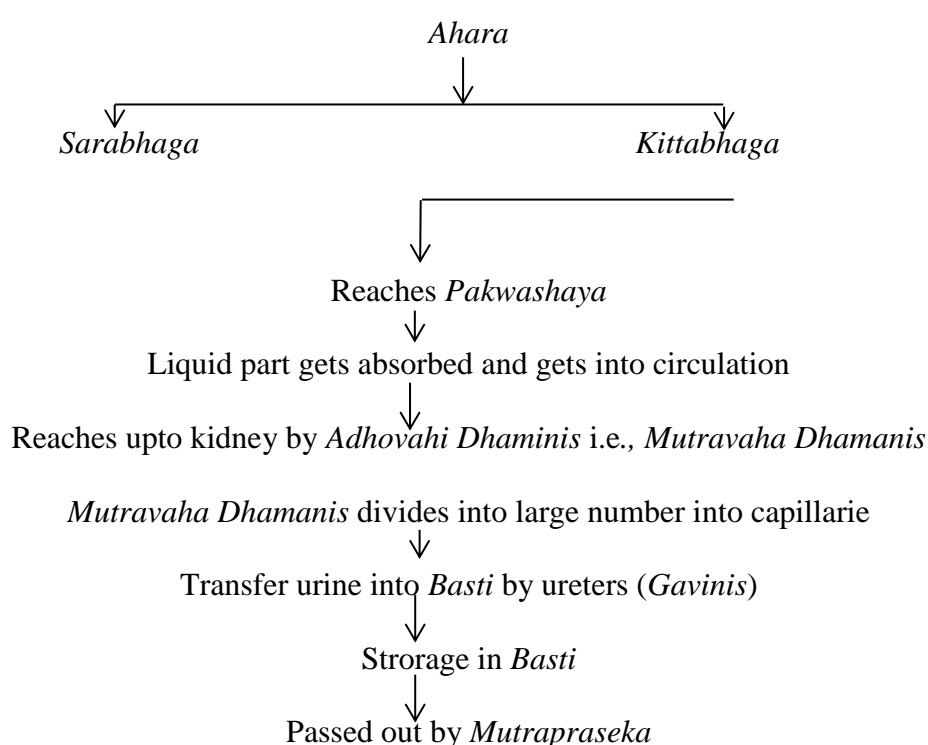 Ahara
Sarabhaga Kittabhaga
Reaches Pakwashaya
Liquid part gets absorbed and gets into circulation
Reaches upto kidney by Adhovahi Dhaminis i.e., Mutravaha Dhamanis
Mutravaha Dhamanis divides into large number into capillarie
Transfer urine into Basti by ureters (Gavinis)
Strorage in Basti
Passed out by Mutrapraseka